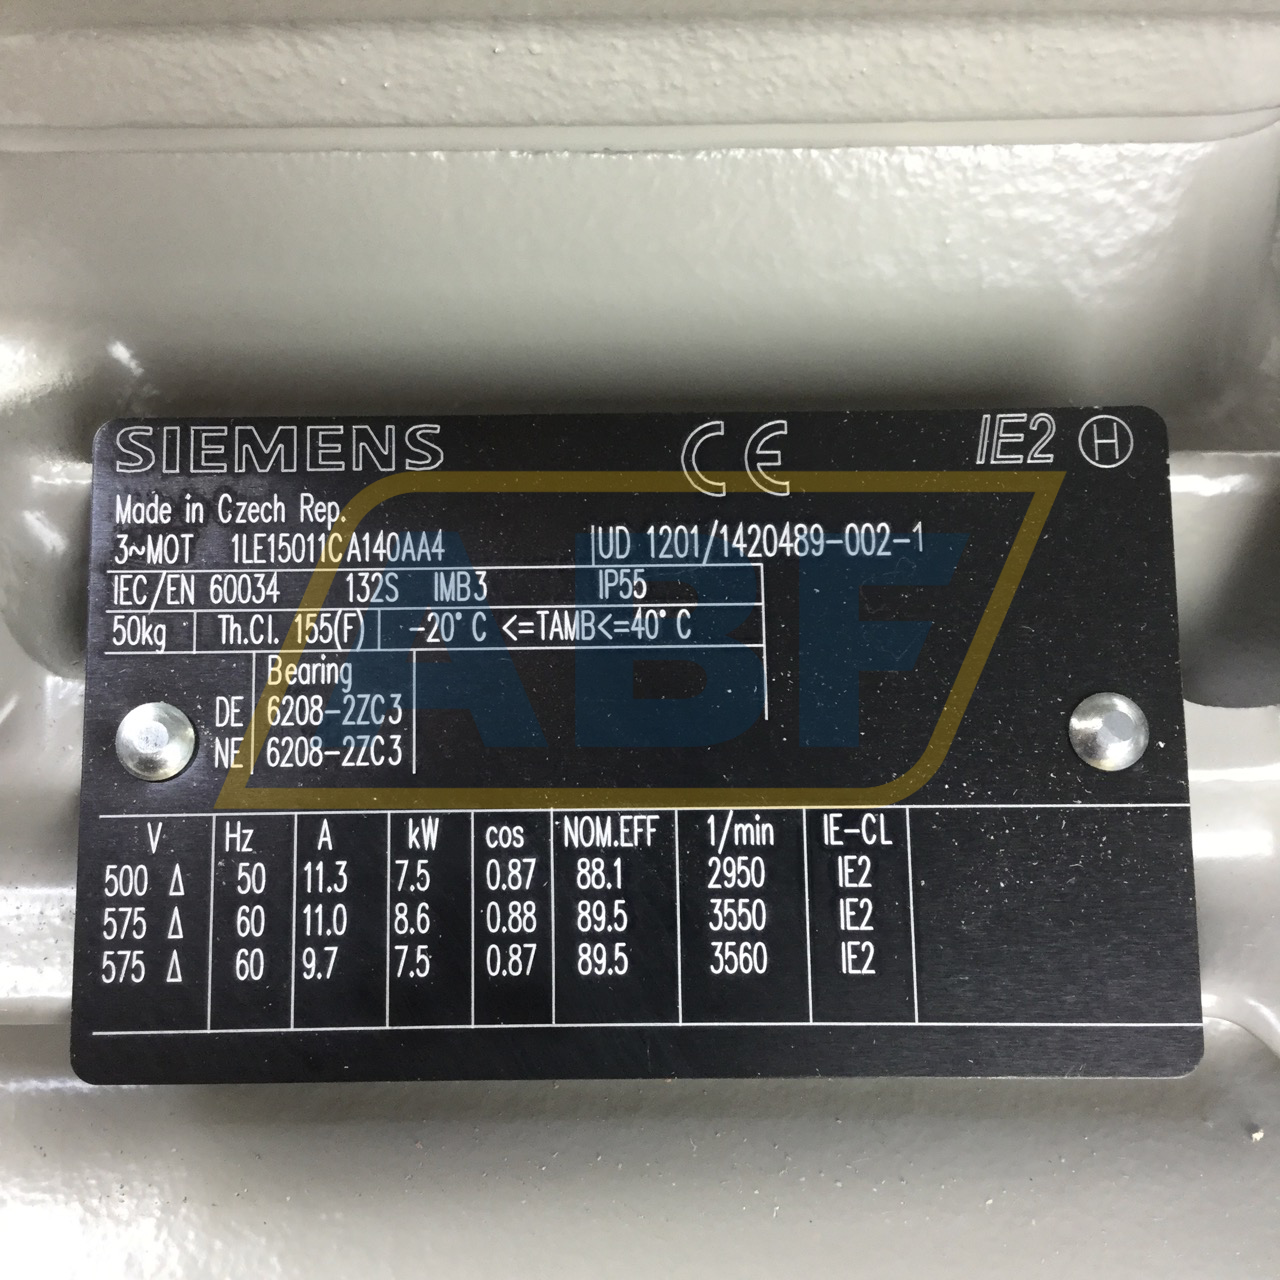 SIEMENS CE IE2 H
Made in Czech Rep.
3~MOT 1LE15011CA140AA4 UD 1201/1420489-002-1
IEC/EN 60034 132S IMB3 IP55
50kg Th.Cl. 155(F) -20°C <=TAMB<=40°C
Bearing
DE 6208-2ZC3
NE 6208-2ZC3
V Hz A kW cos NOM.EFF 1/min IE-CL
500 Δ 50 11.3 7.5 0.87 88.1 2950 IE2
575 Δ 60 11.0 8.6 0.88 89.5 3550 IE2
575 Δ 60 9.7 7.5 0.87 89.5 3560 IE2
ABF